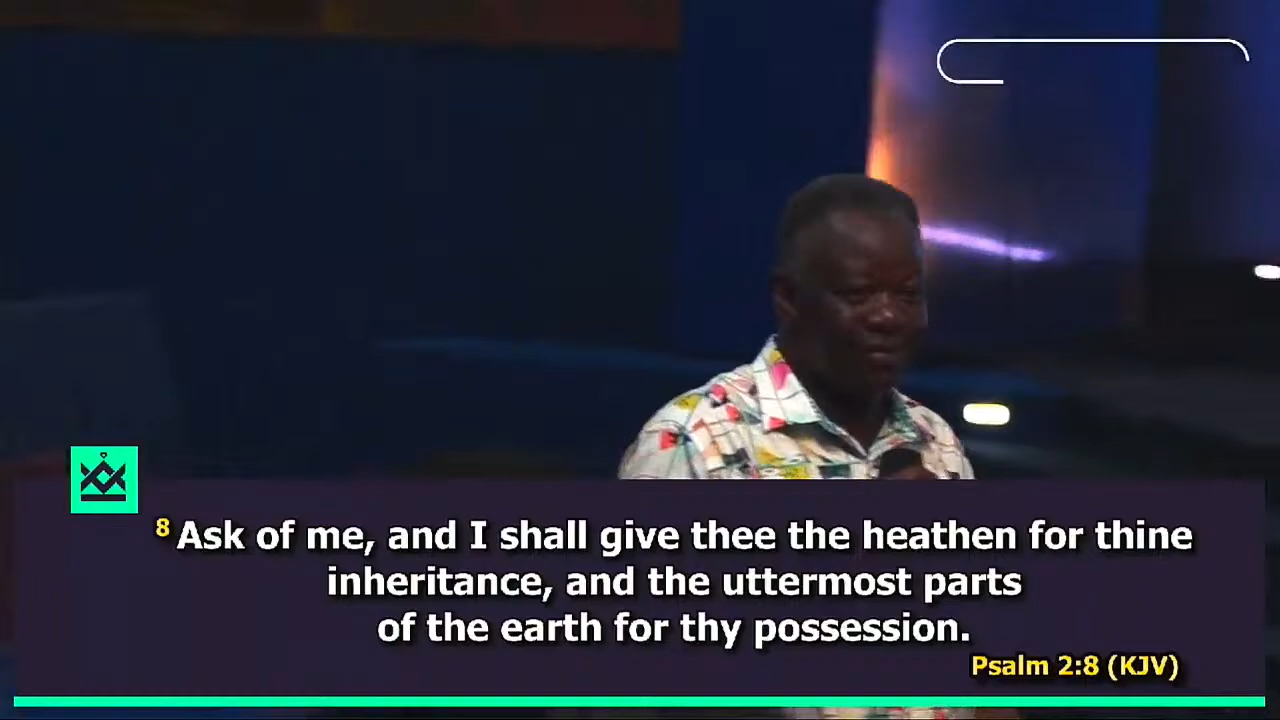 8 Ask of me, and I shall give thee the heathen for thine
inheritance, and the uttermost parts
of the earth for thy possession.
Psalm 2:8 (KJV)